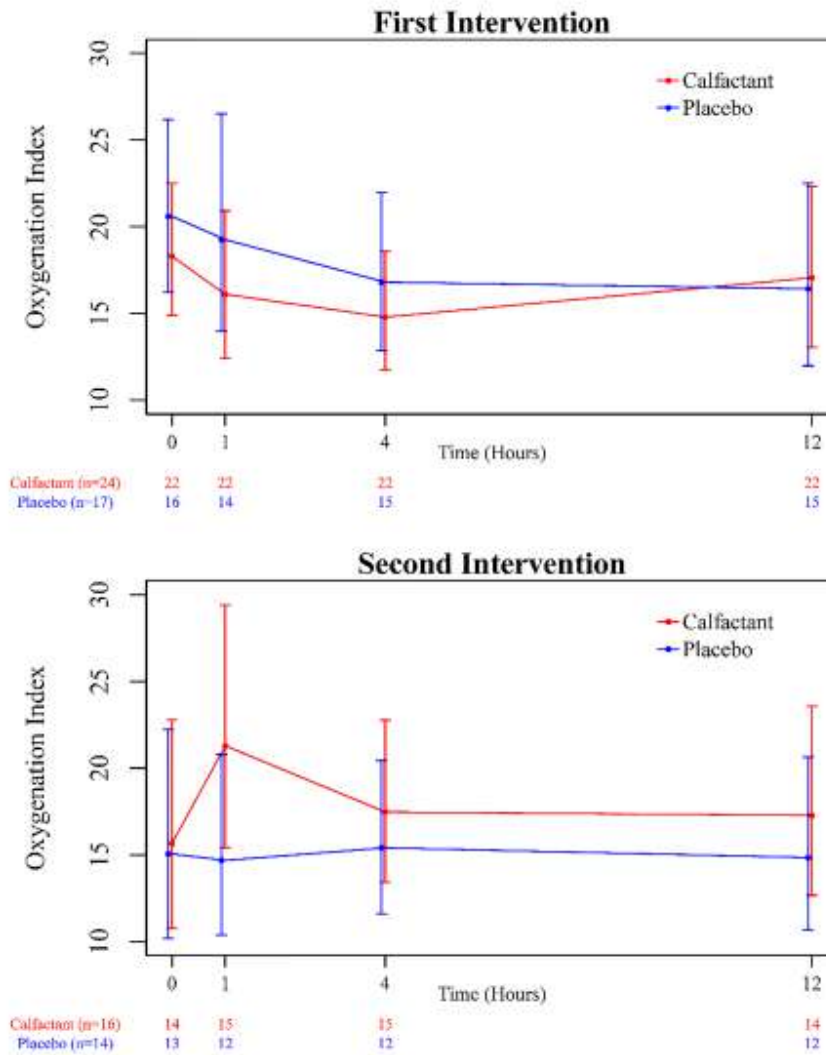 First Intervention
30
25
20
15
10
Oxygenation Index
Calfactant
Placebo
0 1 4 12
Time (Hours)
Calfactant (n=24) 22 22 22 22
Placebo (n=17) 16 14 15 15
Second Intervention
30
25
20
15
10
Oxygenation Index
Calfactant
Placebo
0 1 4 12
Time (Hours)
Calfactant (n=16) 14 15 15 14
Placebo (n=14) 13 12 12 12